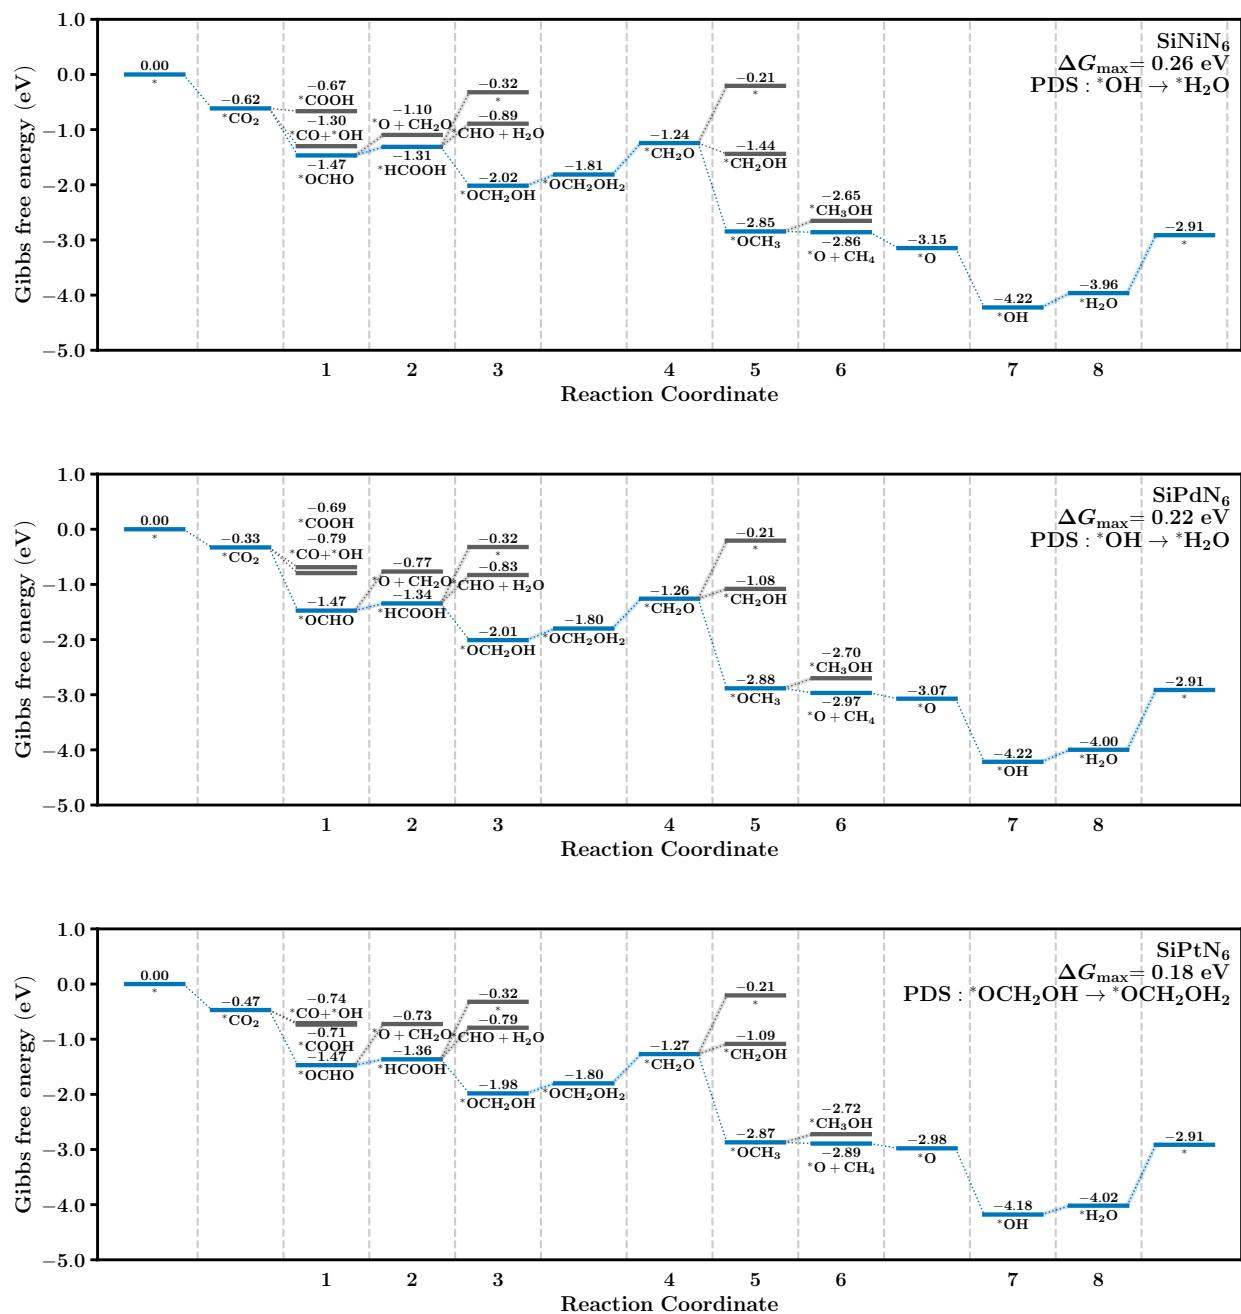 SiNiN₆
ΔG_max = 0.26 eV
PDS : *OH → *H₂O
Gibbs free energy (eV)
1.0
0.0
−1.0
−2.0
−3.0
−4.0
−5.0
0.00
*
−0.62
*CO₂
−0.67
*COOH
−1.30
*CO+*OH
−1.47
*OCHO
−1.10
*O + CH₂O
−1.31
*HCOOH
−0.32
*
−0.89
*CHO + H₂O
−2.02
*OCH₂OH
−1.81
*OCH₂OH₂
−1.24
*CH₂O
−0.21
*
−1.44
*CH₂OH
−2.85
*OCH₃
−2.65
*CH₃OH
−2.86
*O + CH₄
−3.15
*O
−4.22
*OH
−3.96
*H₂O
−2.91
*
1 2 3 4 5 6 7 8
Reaction Coordinate
SiPdN₆
ΔG_max = 0.22 eV
PDS : *OH → *H₂O
Gibbs free energy (eV)
1.0
0.0
−1.0
−2.0
−3.0
−4.0
−5.0
0.00
*
−0.33
*CO₂
−0.69
*COOH
−0.79
*CO+*OH
−1.47
*OCHO
−0.77
*O + CH₂O
−1.34
*HCOOH
−0.32
*
−0.83
*CHO + H₂O
−2.01
*OCH₂OH
−1.80
*OCH₂OH₂
−1.26
*CH₂O
−0.21
*
−1.08
*CH₂OH
−2.88
*OCH₃
−2.70
*CH₃OH
−2.97
*O + CH₄
−3.07
*O
−4.22
*OH
−4.00
*H₂O
−2.91
*
1 2 3 4 5 6 7 8
Reaction Coordinate
SiPtN₆
ΔG_max = 0.18 eV
PDS : *OCH₂OH → *OCH₂OH₂
Gibbs free energy (eV)
1.0
0.0
−1.0
−2.0
−3.0
−4.0
−5.0
0.00
*
−0.47
*CO₂
−0.74
*CO+*OH
−0.71
*COOH
−1.47
*OCHO
−0.73
*O + CH₂O
−1.36
*HCOOH
−0.32
*
−0.79
*CHO + H₂O
−1.98
*OCH₂OH
−1.80
*OCH₂OH₂
−1.27
*CH₂O
−0.21
*
−1.09
*CH₂OH
−2.87
*OCH₃
−2.72
*CH₃OH
−2.89
*O + CH₄
−2.98
*O
−4.18
*OH
−4.02
*H₂O
−2.91
*
1 2 3 4 5 6 7 8
Reaction Coordinate